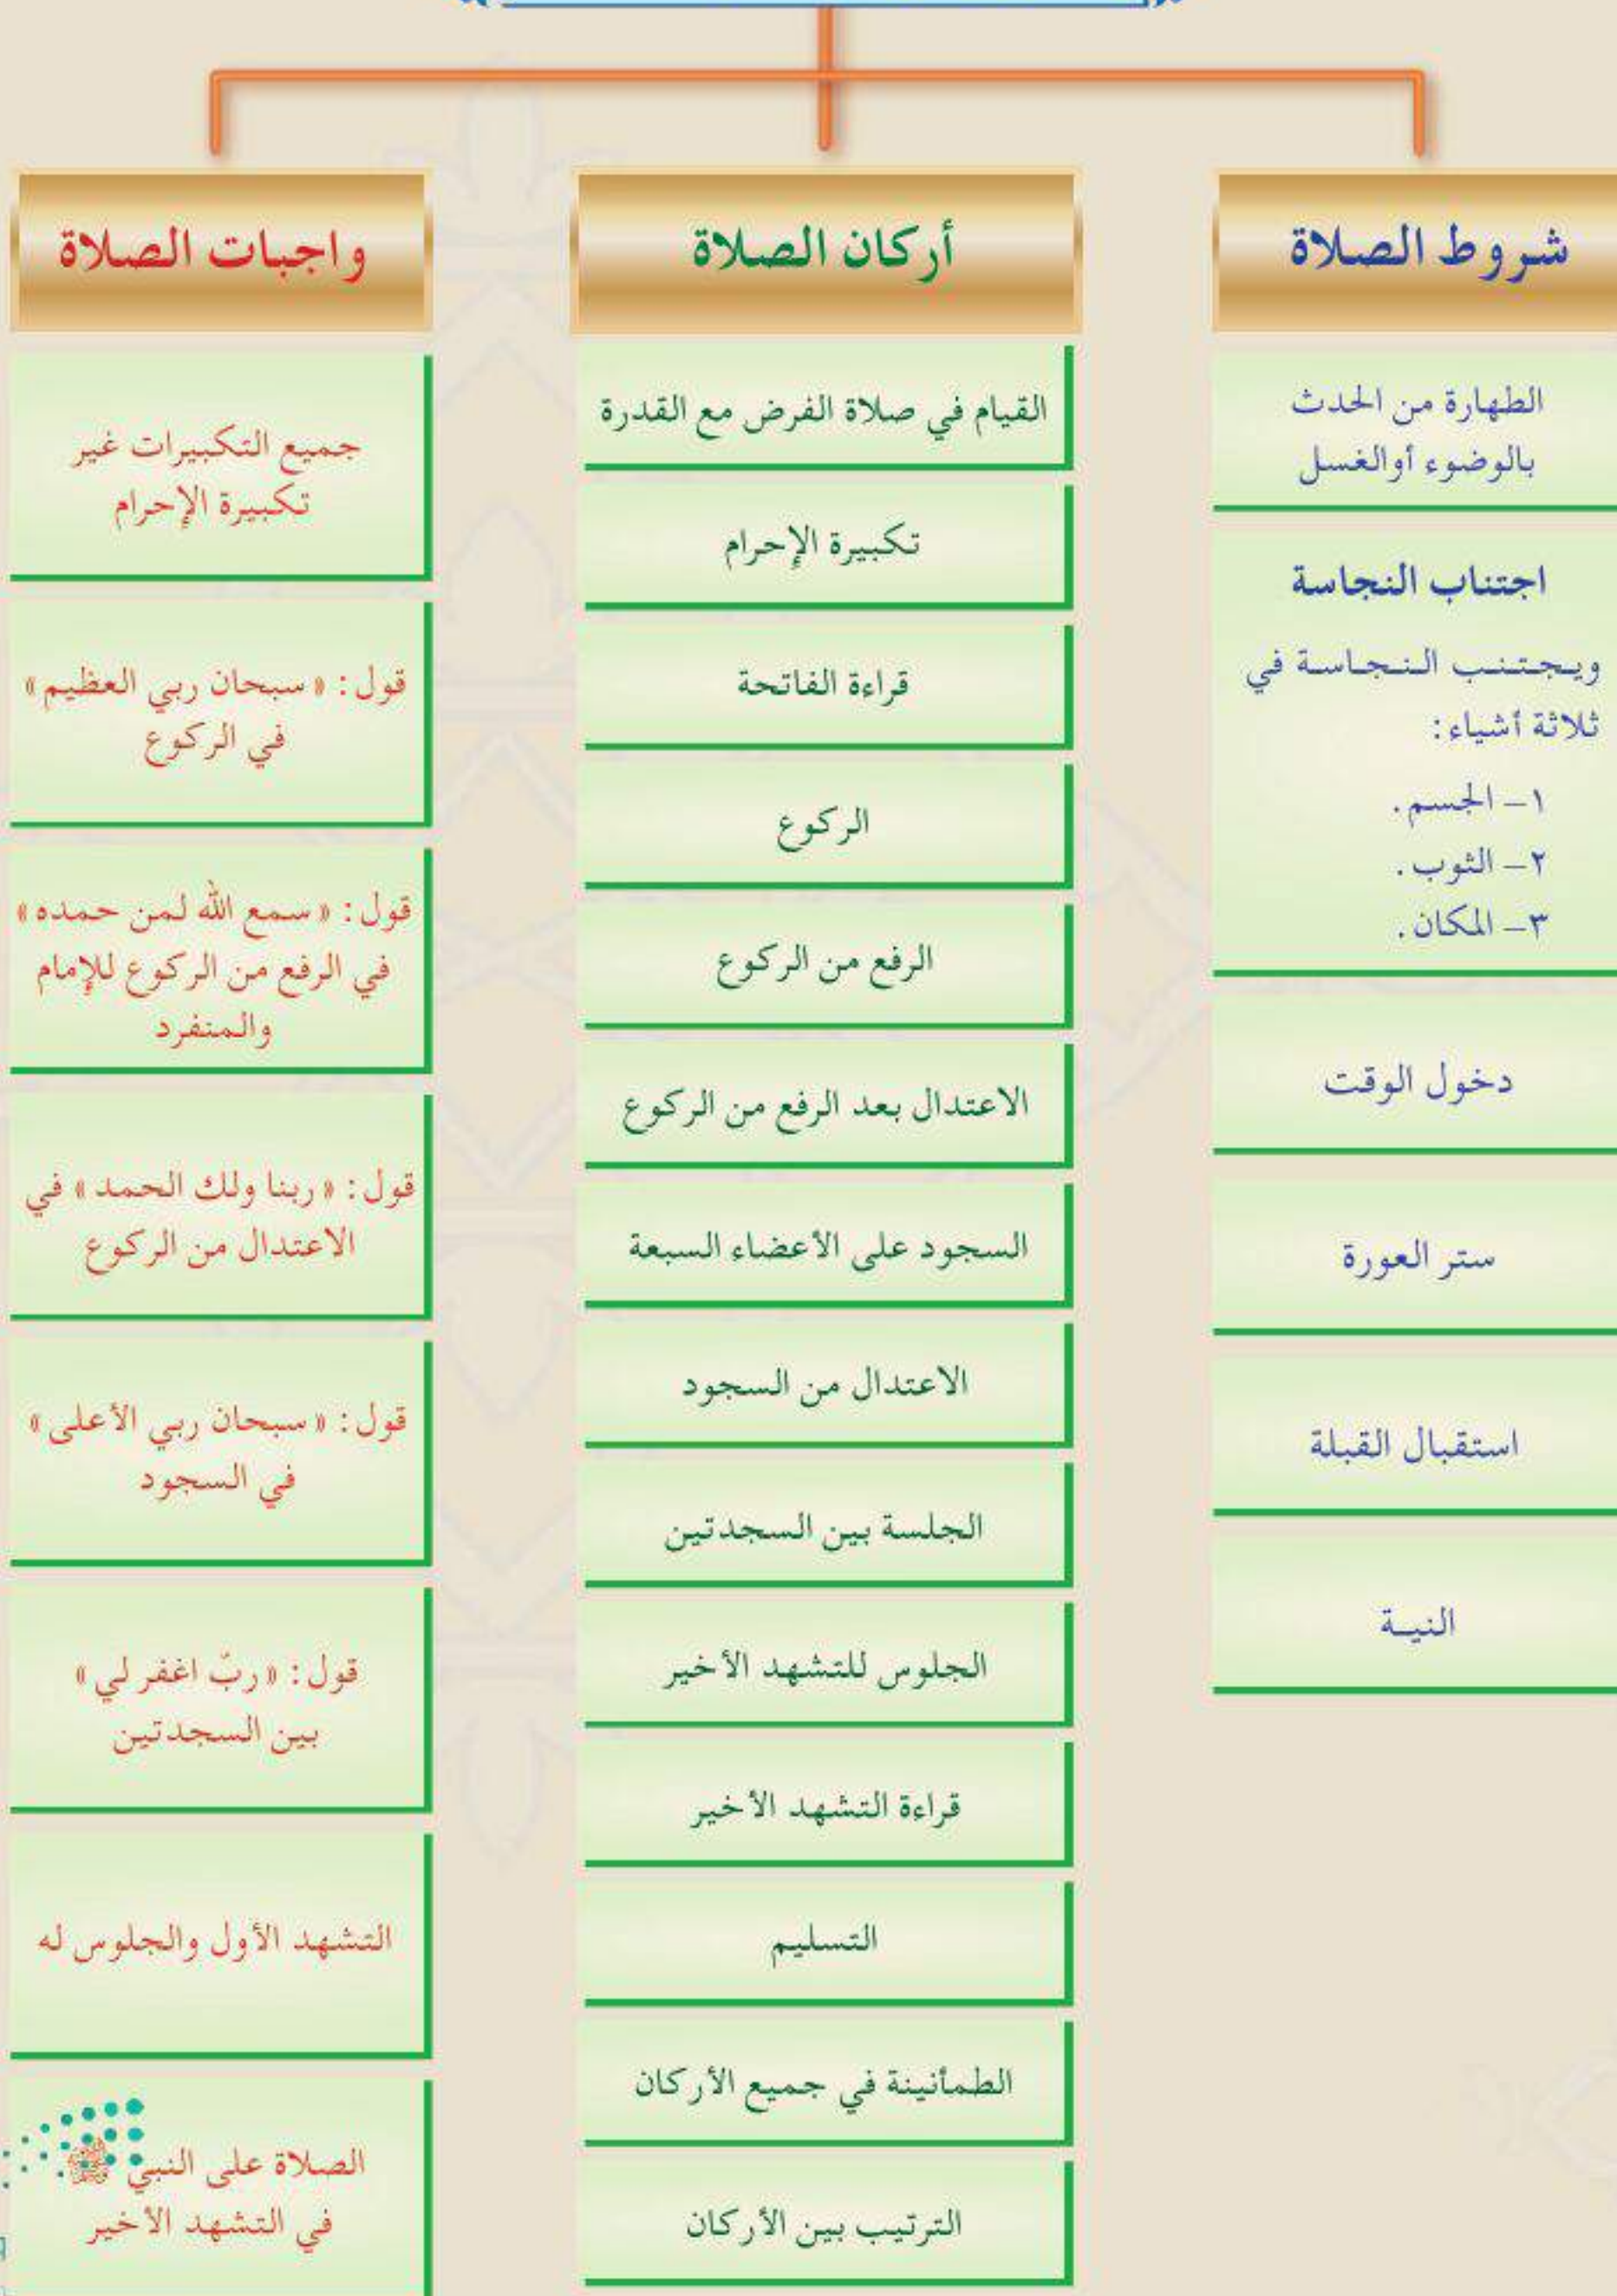 شروط الصلاة
الطهارة من الحدث
بالوضوء أوالغسل
اجتناب النجاسة
ويجتنب النجاسة في
ثلاثة أشياء:
١- الجسم.
٢- الثوب.
٣- المكان.
دخول الوقت
ستر العورة
استقبال القبلة
النية
أركان الصلاة
القيام في صلاة الفرض مع القدرة
تكبيرة الإحرام
قراءة الفاتحة
الركوع
الرفع من الركوع
الاعتدال بعد الرفع من الركوع
السجود على الأعضاء السبعة
الاعتدال من السجود
الجلسة بين السجدتين
الجلوس للتشهد الأخير
قراءة التشهد الأخير
التسليم
الطمأنينة في جميع الأركان
الترتيب بين الأركان
واجبات الصلاة
جميع التكبيرات غير
تكبيرة الإحرام
قول: «سبحان ربي العظيم»
في الركوع
قول: «سمع الله لمن حمده»
في الرفع من الركوع للإمام
والمنفرد
قول: «ربنا ولك الحمد» في
الاعتدال من الركوع
قول: «سبحان ربي الأعلى»
في السجود
قول: «ربّ اغفر لي»
بين السجدتين
التشهد الأول والجلوس له
الصلاة على النبي ﷺ
في التشهد الأخير